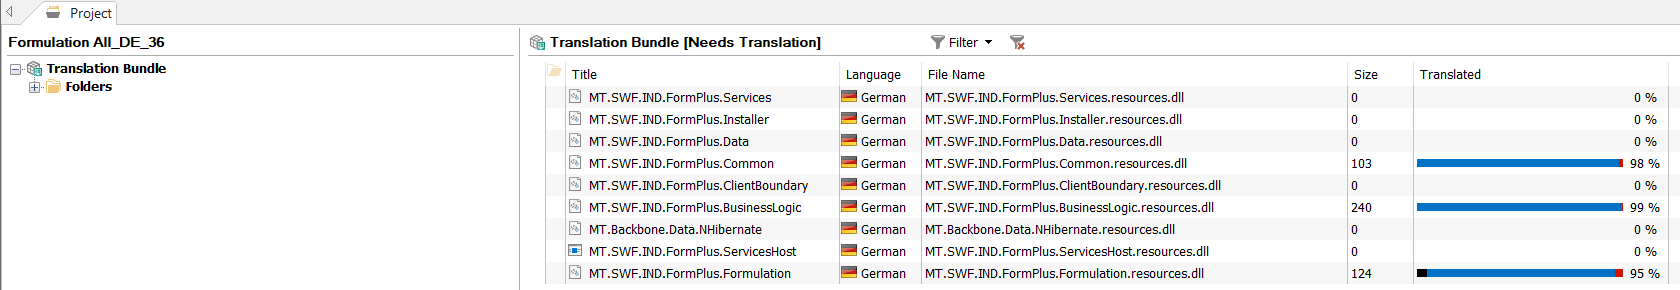 Project
Formulation All_DE_36
Translation Bundle
Folders
Translation Bundle [Needs Translation] Filter
Title Language File Name Size Translated
MT.SWF.IND.FormPlus.Services German MT.SWF.IND.FormPlus.Services.resources.dll 0 0 %
MT.SWF.IND.FormPlus.Installer German MT.SWF.IND.FormPlus.Installer.resources.dll 0 0 %
MT.SWF.IND.FormPlus.Data German MT.SWF.IND.FormPlus.Data.resources.dll 0 0 %
MT.SWF.IND.FormPlus.Common German MT.SWF.IND.FormPlus.Common.resources.dll 103 98 %
MT.SWF.IND.FormPlus.ClientBoundary German MT.SWF.IND.FormPlus.ClientBoundary.resources.dll 0 0 %
MT.SWF.IND.FormPlus.BusinessLogic German MT.SWF.IND.FormPlus.BusinessLogic.resources.dll 240 99 %
MT.Backbone.Data.NHibernate German MT.Backbone.Data.NHibernate.resources.dll 0 0 %
MT.SWF.IND.FormPlus.ServicesHost German MT.SWF.IND.FormPlus.ServicesHost.resources.dll 0 0 %
MT.SWF.IND.FormPlus.Formulation German MT.SWF.IND.FormPlus.Formulation.resources.dll 124 95 %